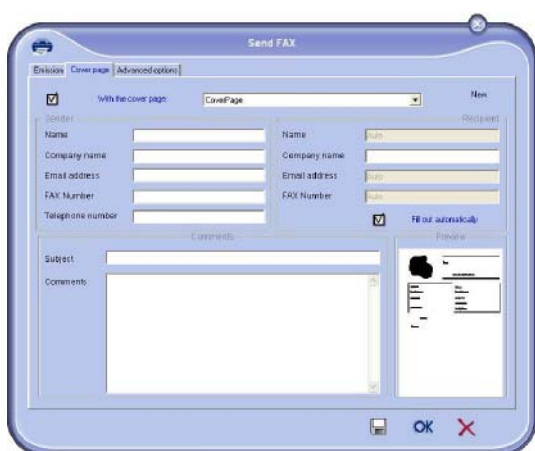 Send FAX
Emission Cover page Advanced options
With the cover page: CoverPage New
Sender Recipient
Name Name Auto
Company name Company name
Email address Email address Auto
FAX Number FAX Number Auto
Telephone number Fill out automatically
Comments Preview
Subject
Comments
OK